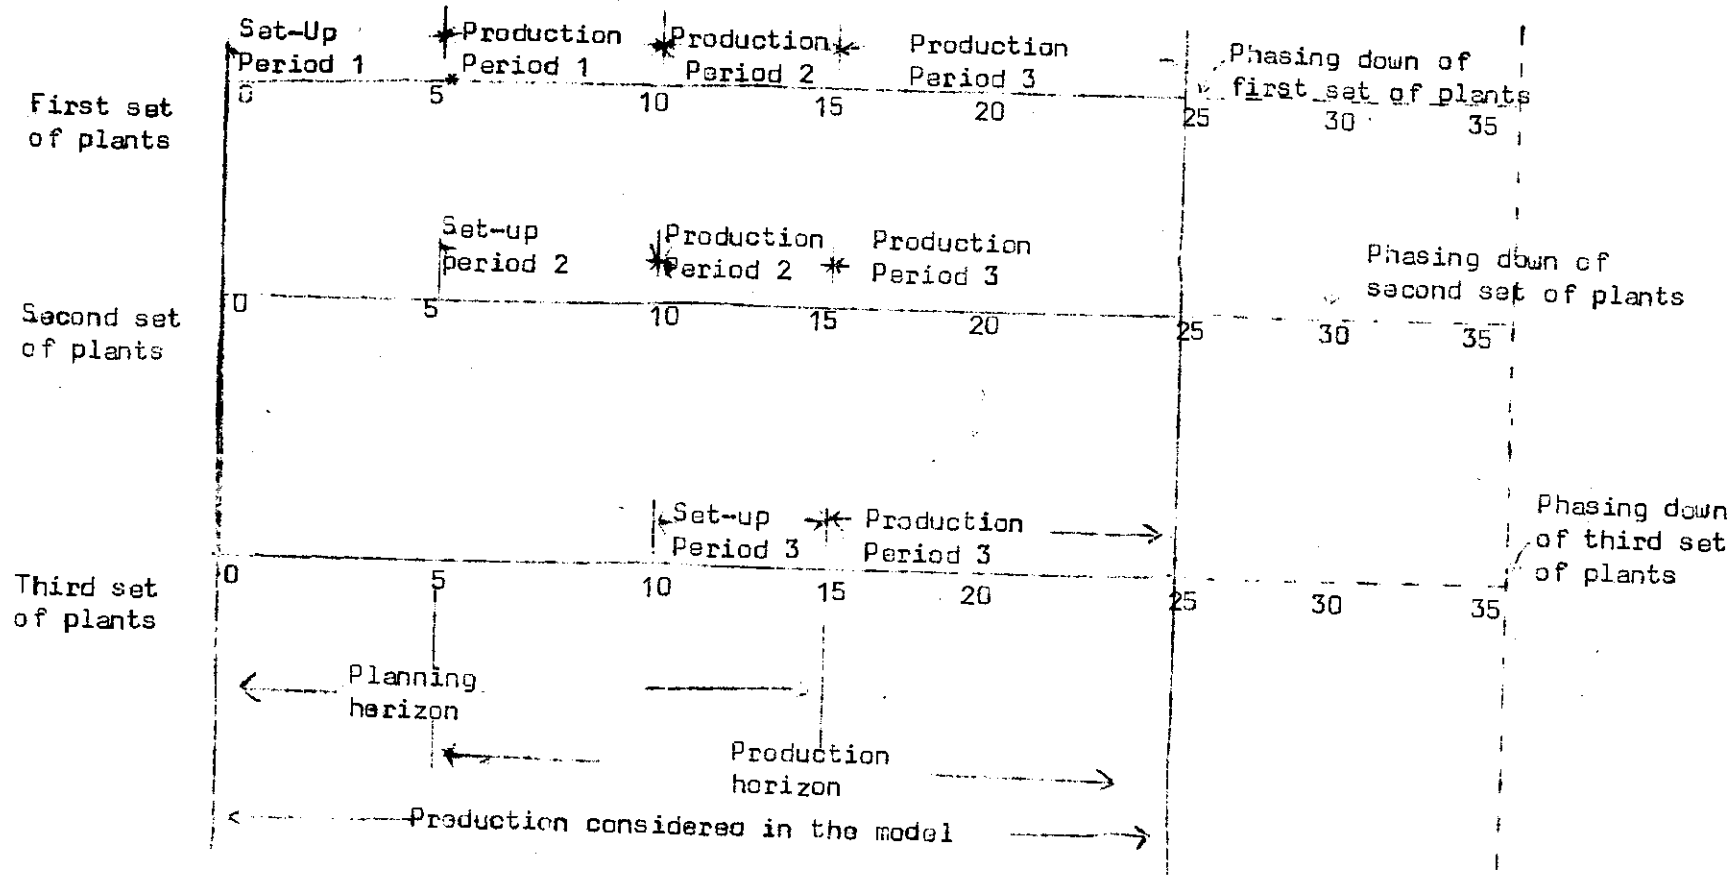 Set-Up
Period 1
Production
Period 1
Production
Period 2
Production
Period 3
Phasing down of
first set of plants
First set
of plants
0 5 10 15 20 25 30 35
Set-up
period 2
Production
Period 2
Production
Period 3
Phasing down of
second set of plants
Second set
of plants
0 5 10 15 20 25 30 35
Set-up
Period 3
Production
Period 3
Phasing down
of third set
of plants
Third set
of plants
0 5 10 15 20 25 30 35
Planning
horizon
Production
horizon
Production considered in the model